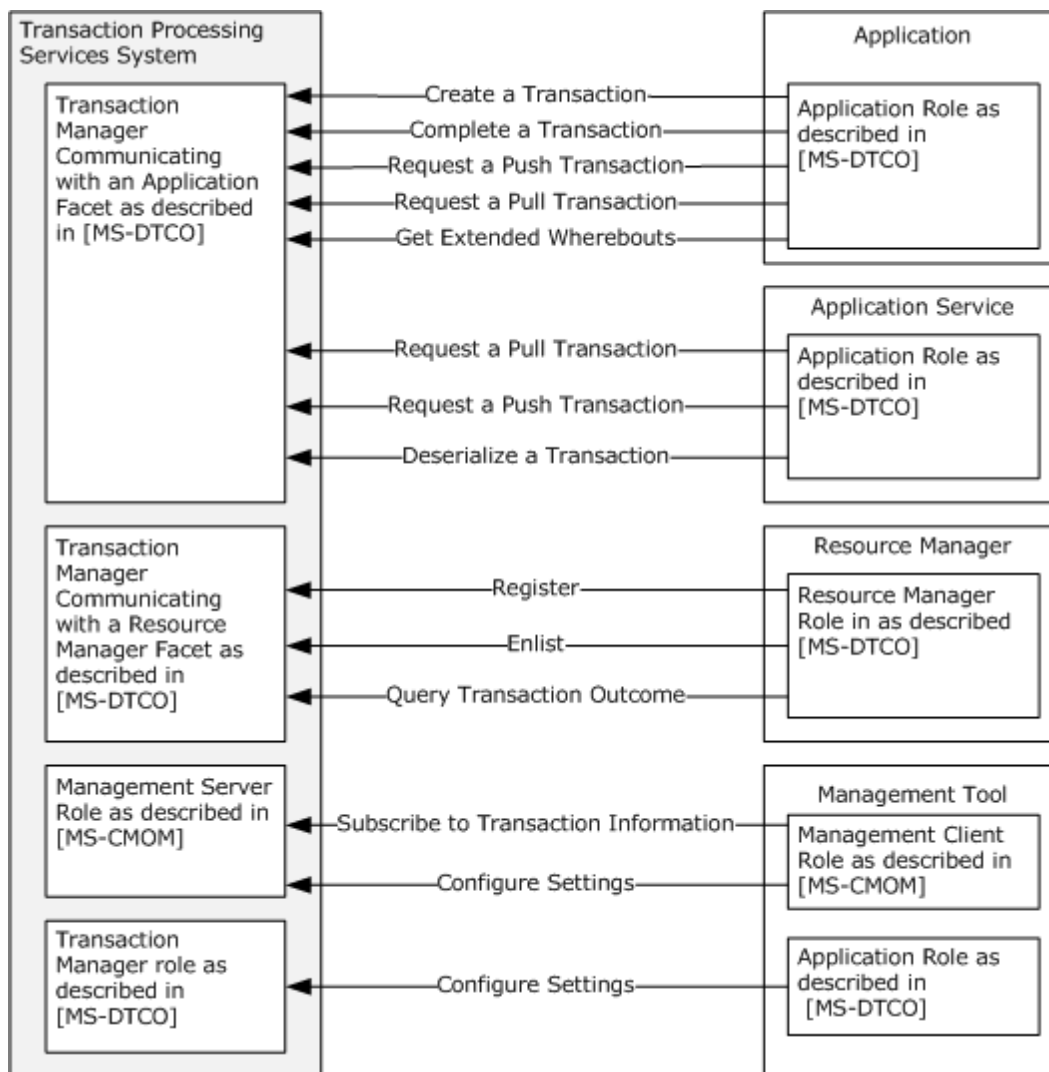 Transaction Processing
Services System
Transaction
Manager
Communicating
with an Application
Facet as described
in [MS-DTCO]
Create a Transaction
Complete a Transaction
Request a Push Transaction
Request a Pull Transaction
Get Extended Wherebouts
Application
Application Role as
described in
[MS-DTCO]
Request a Pull Transaction
Request a Push Transaction
Deserialize a Transaction
Application Service
Application Role as
described in
[MS-DTCO]
Transaction
Manager
Communicating
with a Resource
Manager Facet as
described in
[MS-DTCO]
Register
Enlist
Query Transaction Outcome
Resource Manager
Resource Manager
Role in as described
[MS-DTCO]
Management Server
Role as described in
[MS-CMOM]
Subscribe to Transaction Information
Configure Settings
Management Tool
Management Client
Role as described in
[MS-CMOM]
Transaction
Manager role as
described in
[MS-DTCO]
Configure Settings
Application Role as
described in
[MS-DTCO]